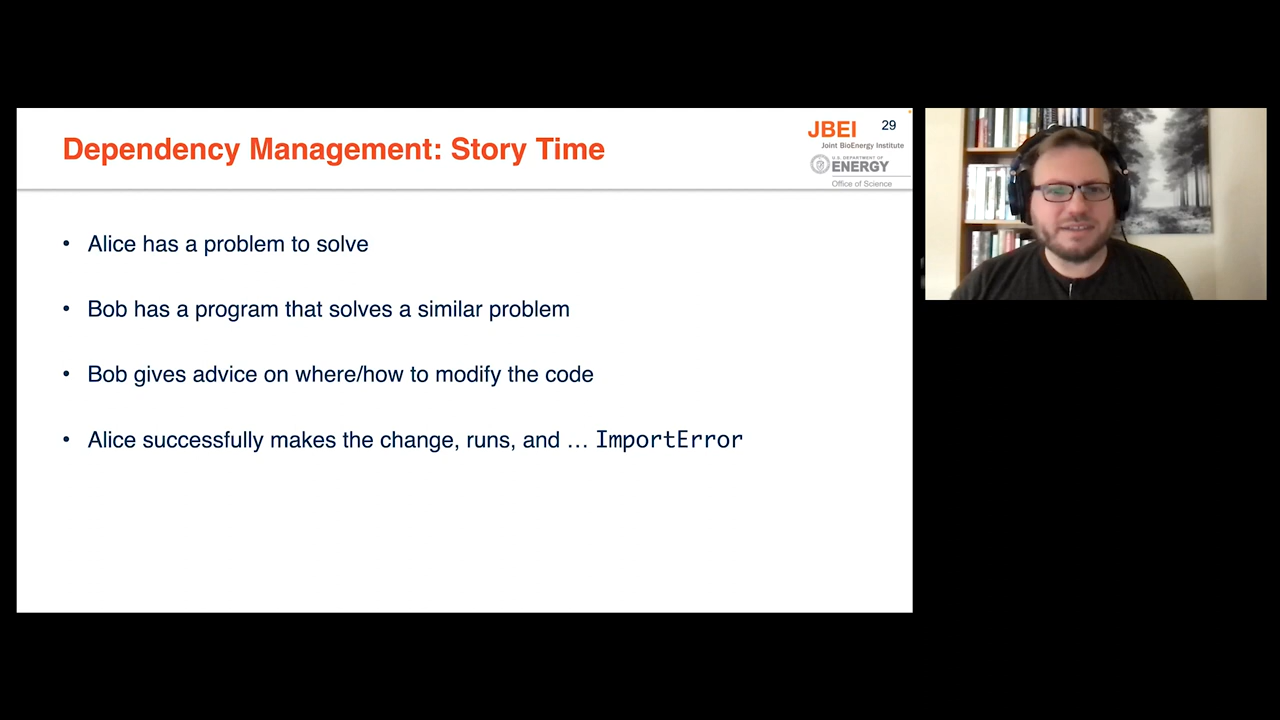 Dependency Management: Story Time
JBEI
29
Joint BioEnergy Institute
U.S. DEPARTMENT OF
ENERGY
Office of Science
• Alice has a problem to solve
• Bob has a program that solves a similar problem
• Bob gives advice on where/how to modify the code
• Alice successfully makes the change, runs, and … ImportError